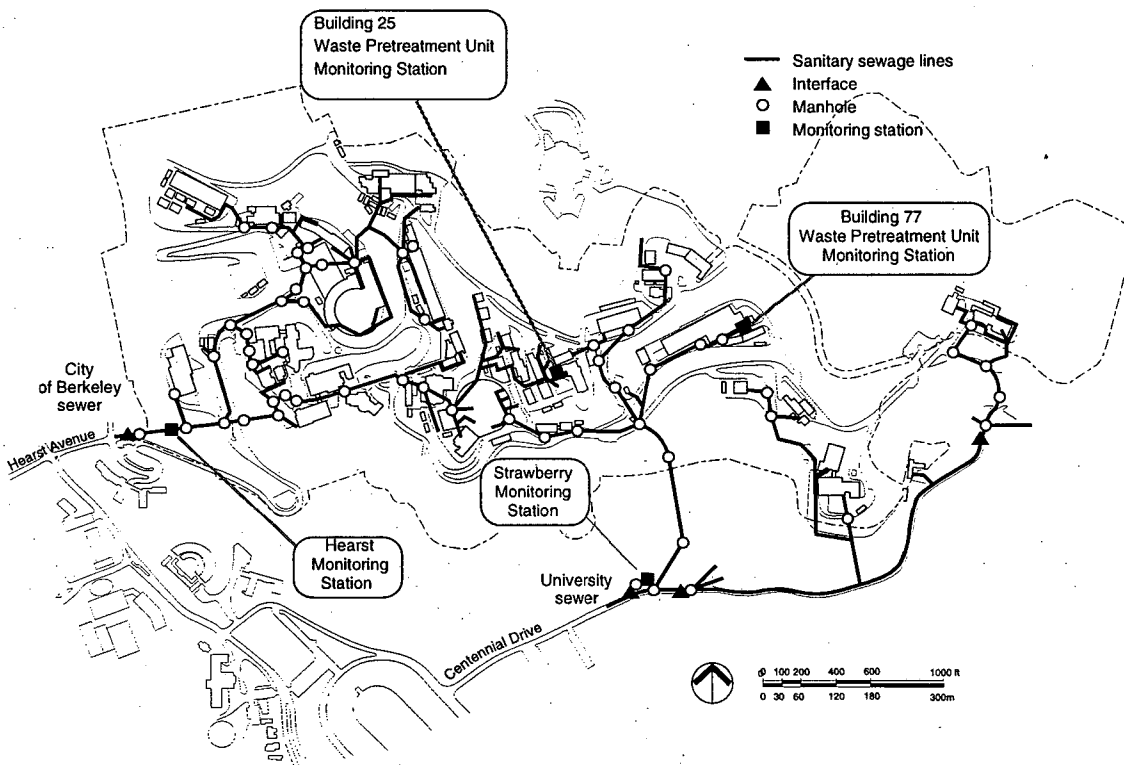 Building 25
Waste Pretreatment Unit
Monitoring Station
Sanitary sewage lines
Interface
Manhole
Monitoring station
Building 77
Waste Pretreatment Unit
Monitoring Station
City
of Berkeley
sewer
Hearst Avenue
Strawberry
Monitoring
Station
Hearst
Monitoring
Station
University
sewer
Centennial Drive
0 100 200 400 600 1000 ft
0 30 60 120 180 300m